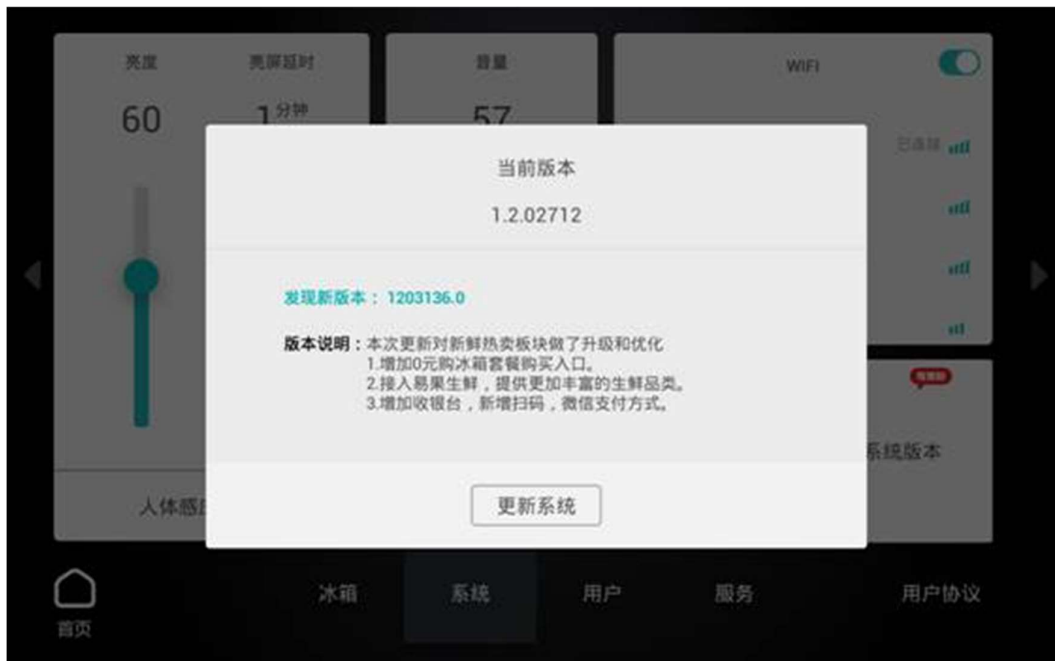 亮度
亮屏延时
音量
WIFI
60
1分钟
57
已连接
当前版本
1.2.02712
发现新版本：1203136.0
版本说明：本次更新对新鲜热卖板块做了升级和优化
1.增加0元购冰箱套餐购买入口。
2.接入易果生鲜，提供更加丰富的生鲜品类。
3.增加收银台，新增扫码，微信支付方式。
系统版本
人体感
更新系统
首页
冰箱
系统
用户
服务
用户协议